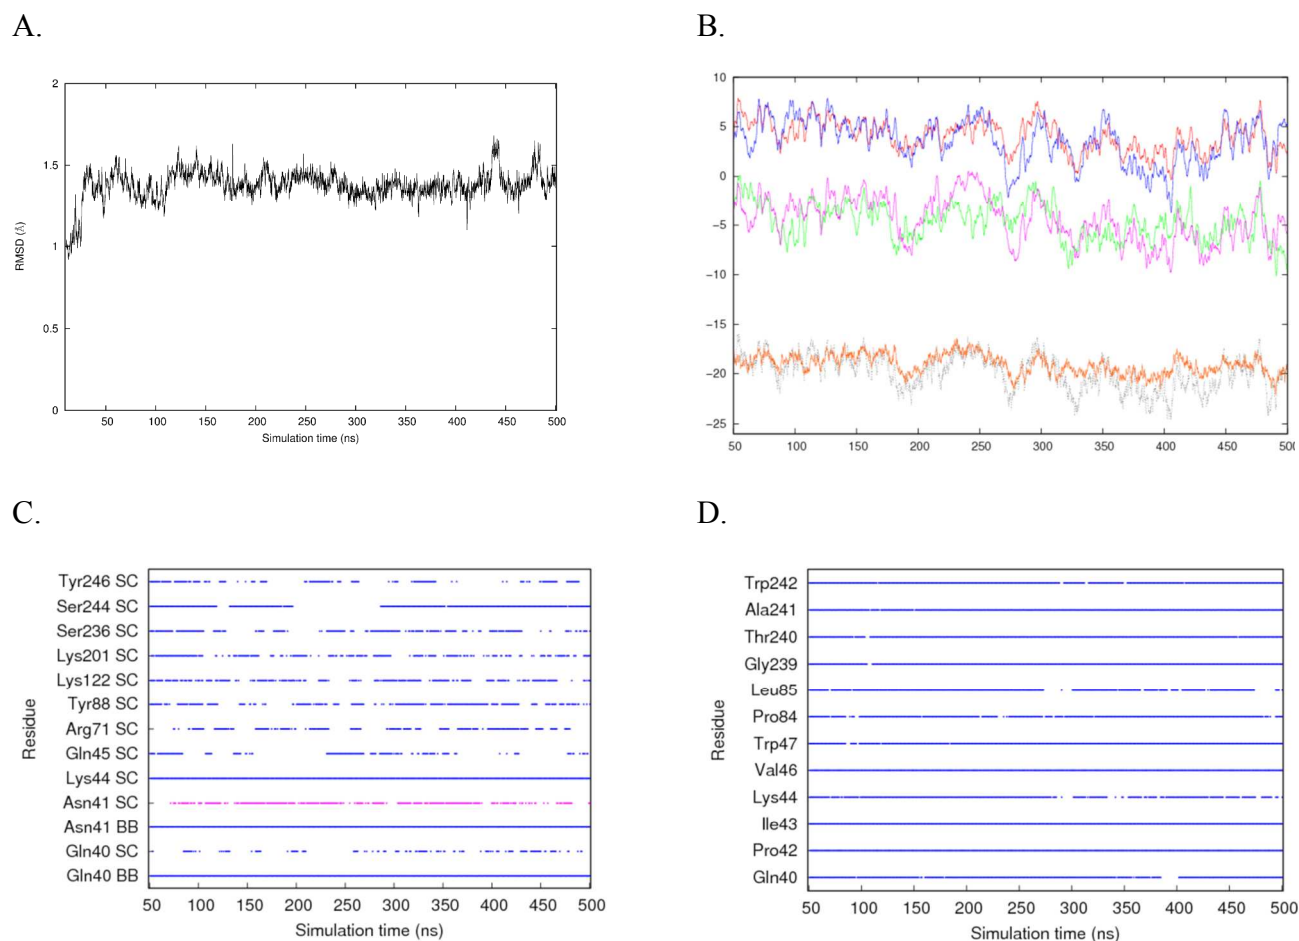 A.
B.
2
1.5
1
0.5
0
RMSD (Å)
50 100 150 200 250 300 350 400 450 500
Simulation time (ns)
10
5
0
−5
−10
−15
−20
−25
50 100 150 200 250 300 350 400 450 500
C.
D.
Tyr246 SC
Ser244 SC
Ser236 SC
Lys201 SC
Lys122 SC
Tyr88 SC
Arg71 SC
Gln45 SC
Lys44 SC
Asn41 SC
Asn41 BB
Gln40 SC
Gln40 BB
Residue
50 100 150 200 250 300 350 400 450 500
Simulation time (ns)
Trp242
Ala241
Thr240
Gly239
Leu85
Pro84
Trp47
Val46
Lys44
Ile43
Pro42
Gln40
Residue
50 100 150 200 250 300 350 400 450 500
Simulation time (ns)